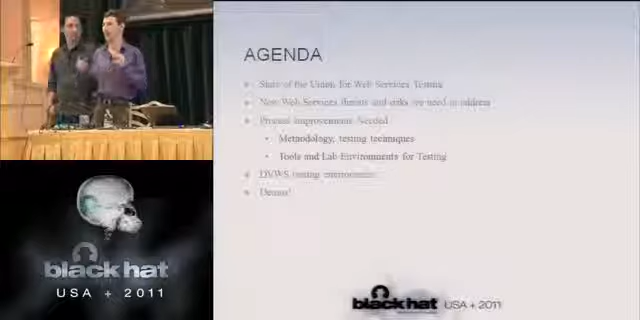 AGENDA
State of the Union for Web Services Testing
New Web Services threats and risks we need to address
Process Improvements Needed
Methodology, testing techniques
Tools and Lab Environments for Testing
DVWS testing environment
Demos!
black hat
USA + 2011
black hat USA + 2011